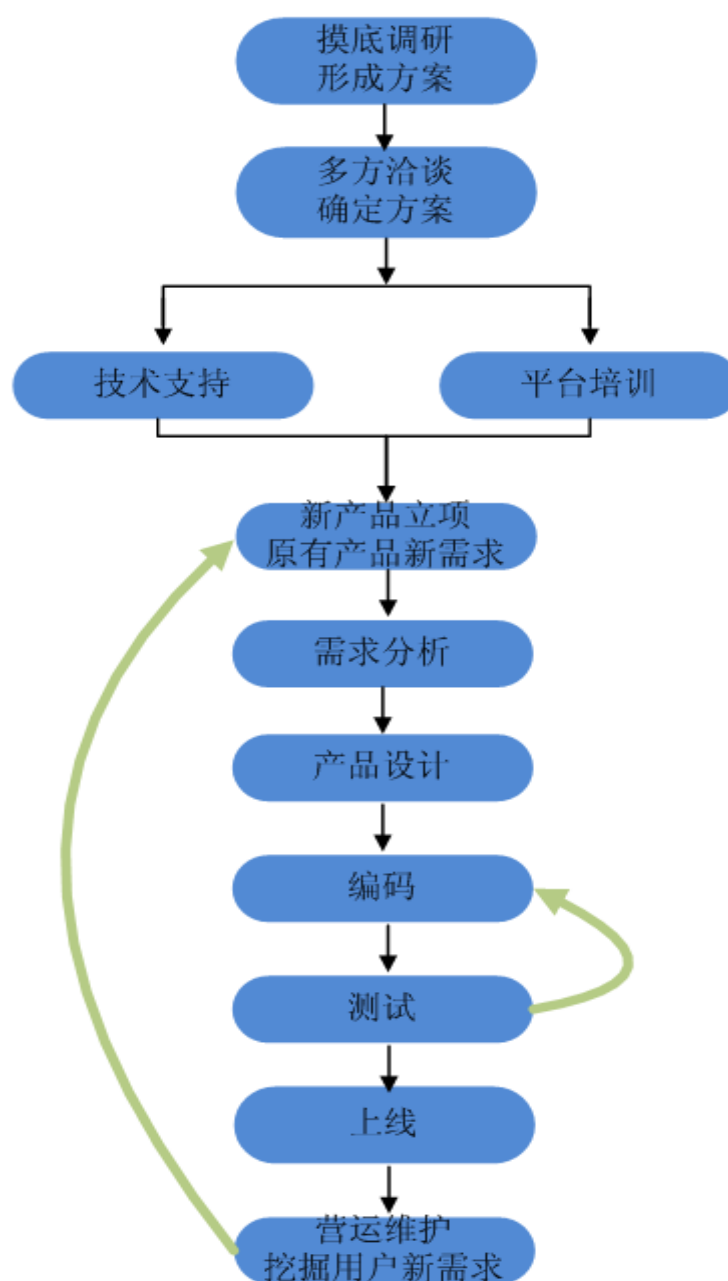 摸底调研
形成方案
多方洽谈
确定方案
技术支持
平台培训
新产品立项
原有产品新需求
需求分析
产品设计
编码
测试
上线
营运维护
挖掘用户新需求